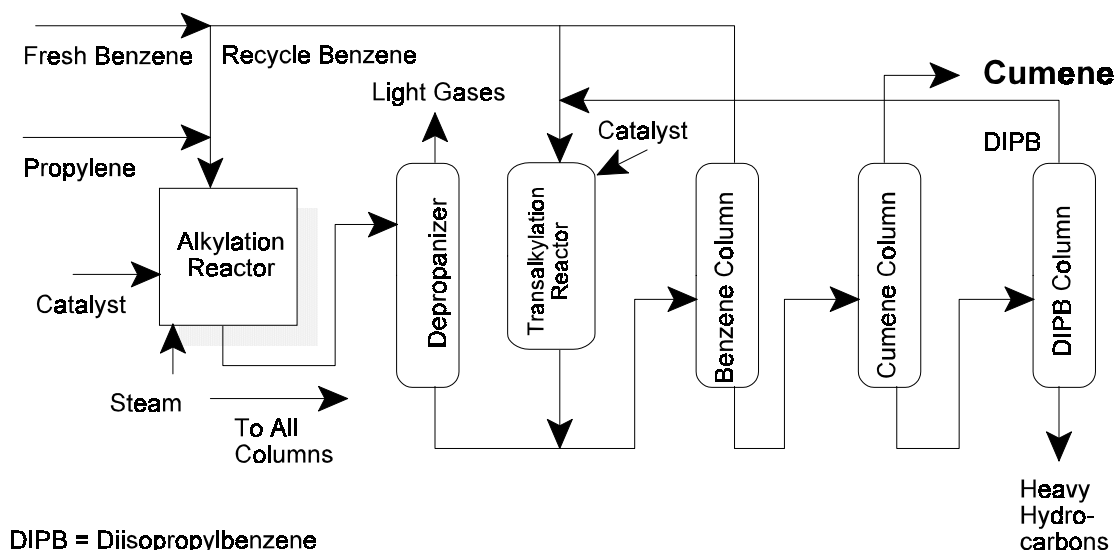 Fresh Benzene
Recycle Benzene
Light Gases
Cumene
Propylene
Catalyst
DIPB
Alkylation
Reactor
Depropanizer
Transalkylation
Reactor
Benzene Column
Cumene Column
DIPB Column
Catalyst
Steam
To All
Columns
Heavy
Hydro-
carbons
DIPB = Diisopropylbenzene